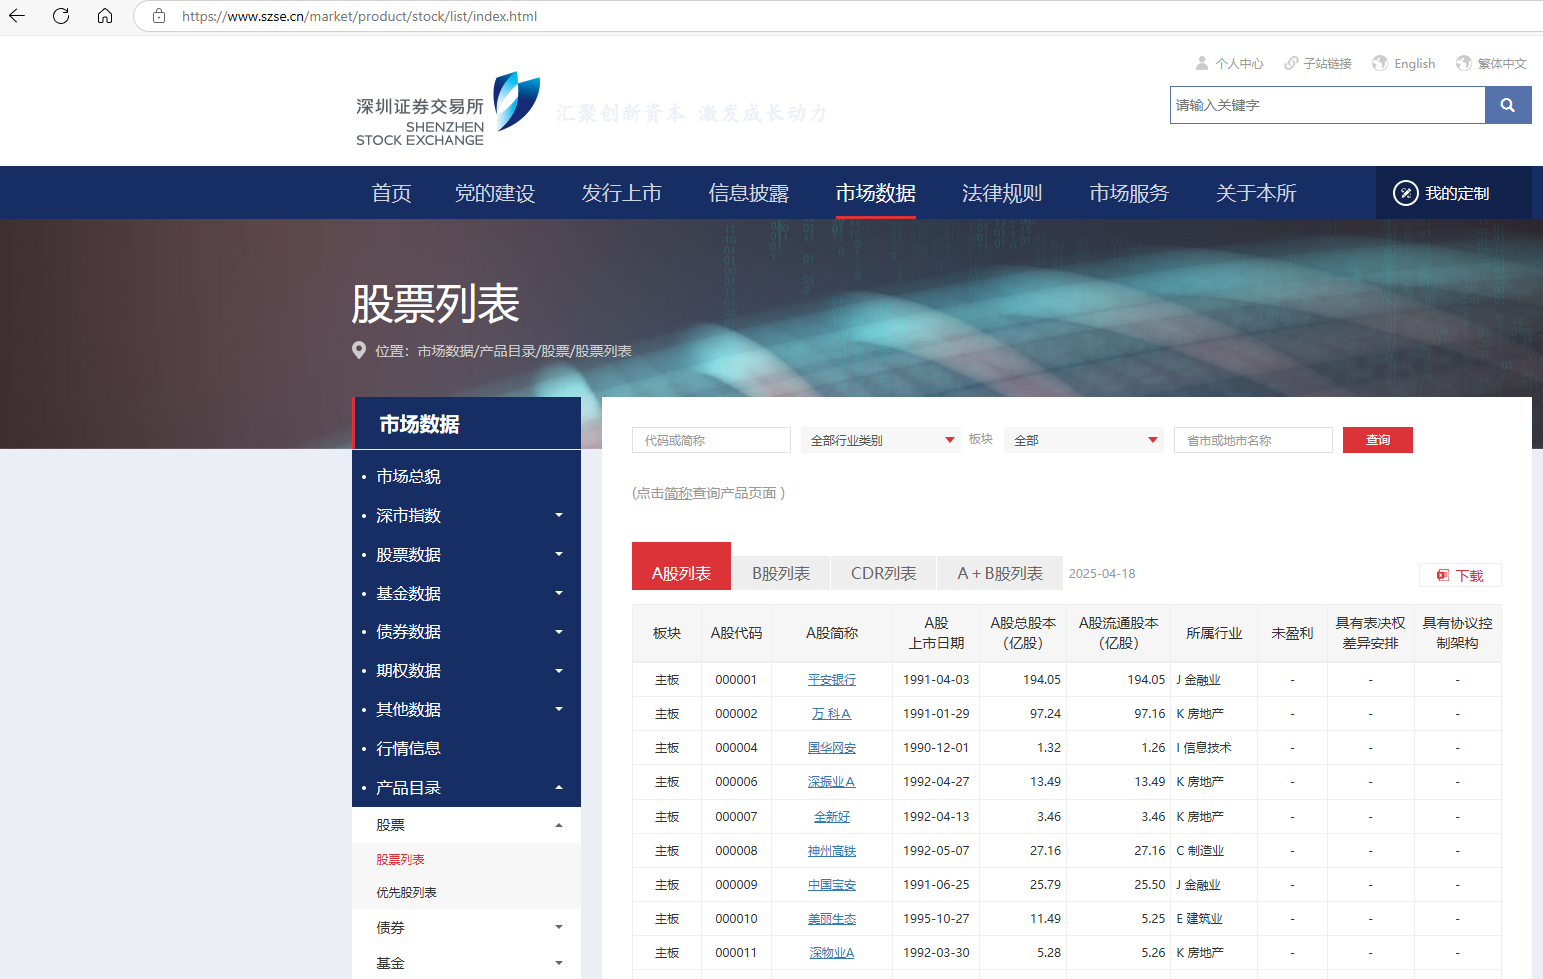 https://www.szse.cn/market/product/stock/list/index.html
个人中心 子站链接 English 繁体中文
深圳证券交易所
SHENZHEN
STOCK EXCHANGE
汇聚创新资本 激发成长动力
请输入关键字
首页 党的建设 发行上市 信息披露 市场数据 法律规则 市场服务 关于本所 我的定制
股票列表
位置：市场数据/产品目录/股票/股票列表
市场数据
市场总貌
深市指数
股票数据
基金数据
债券数据
期权数据
其他数据
行情信息
产品目录
股票
股票列表
优先股列表
债券
基金
代码或简称 全部行业类别 板块 全部 省市或地市名称 查询
(点击简称查询产品页面 )
A股列表 B股列表 CDR列表 A+B股列表 2025-04-18 下载
板块 A股代码 A股简称 A股上市日期 A股总股本(亿股) A股流通股本(亿股) 所属行业 未盈利 具有表决权差异安排 具有协议控制架构
主板 000001 平安银行 1991-04-03 194.05 194.05 J 金融业 - - -
主板 000002 万 科Ａ 1991-01-29 97.24 97.16 K 房地产 - - -
主板 000004 国华网安 1990-12-01 1.32 1.26 I 信息技术 - - -
主板 000006 深振业Ａ 1992-04-27 13.49 13.49 K 房地产 - - -
主板 000007 全新好 1992-04-13 3.46 3.46 K 房地产 - - -
主板 000008 神州高铁 1992-05-07 27.16 27.16 C 制造业 - - -
主板 000009 中国宝安 1991-06-25 25.79 25.50 J 金融业 - - -
主板 000010 美丽生态 1995-10-27 11.49 5.25 E 建筑业 - - -
主板 000011 深物业A 1992-03-30 5.28 5.26 K 房地产 - - -